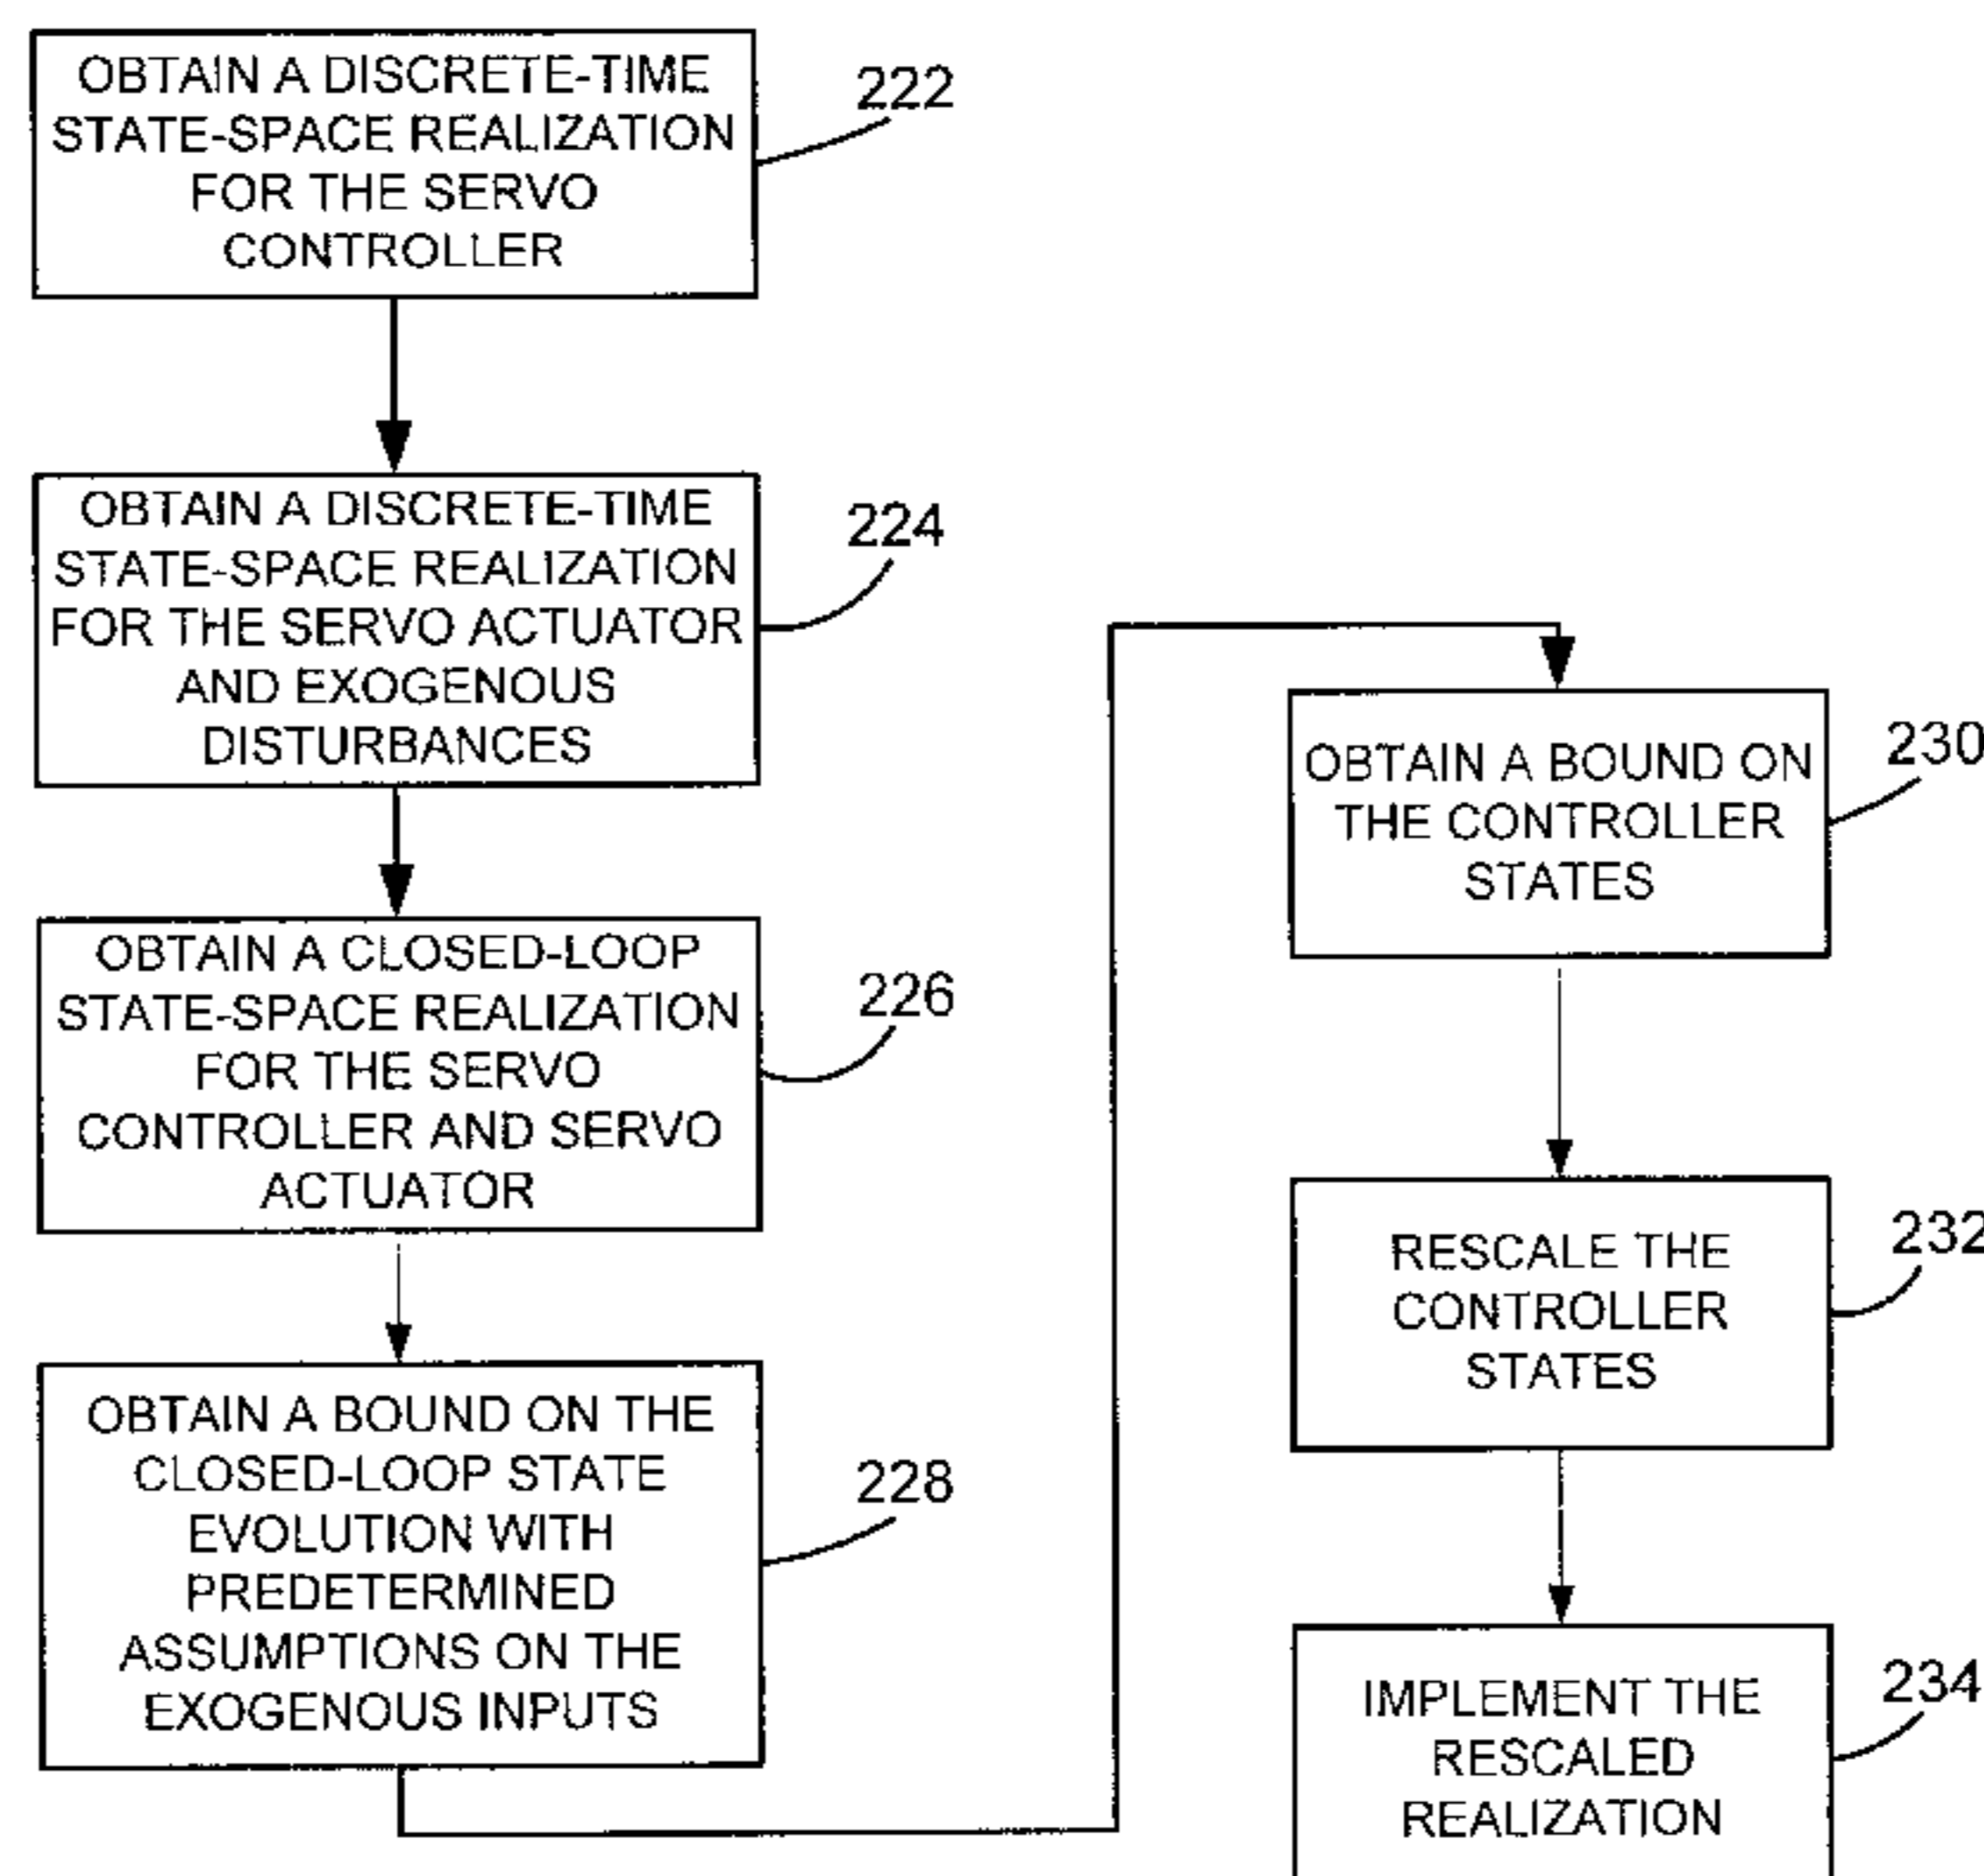 OBTAIN A DISCRETE-TIME
STATE-SPACE REALIZATION
FOR THE SERVO
CONTROLLER
222
OBTAIN A DISCRETE-TIME
STATE-SPACE REALIZATION
FOR THE SERVO ACTUATOR
AND EXOGENOUS
DISTURBANCES
224
OBTAIN A CLOSED-LOOP
STATE-SPACE REALIZATION
FOR THE SERVO
CONTROLLER AND SERVO
ACTUATOR
226
OBTAIN A BOUND ON THE
CLOSED-LOOP STATE
EVOLUTION WITH
PREDETERMINED
ASSUMPTIONS ON THE
EXOGENOUS INPUTS
228
OBTAIN A BOUND ON
THE CONTROLLER
STATES
230
RESCALE THE
CONTROLLER
STATES
232
IMPLEMENT THE
RESCALED
REALIZATION
234